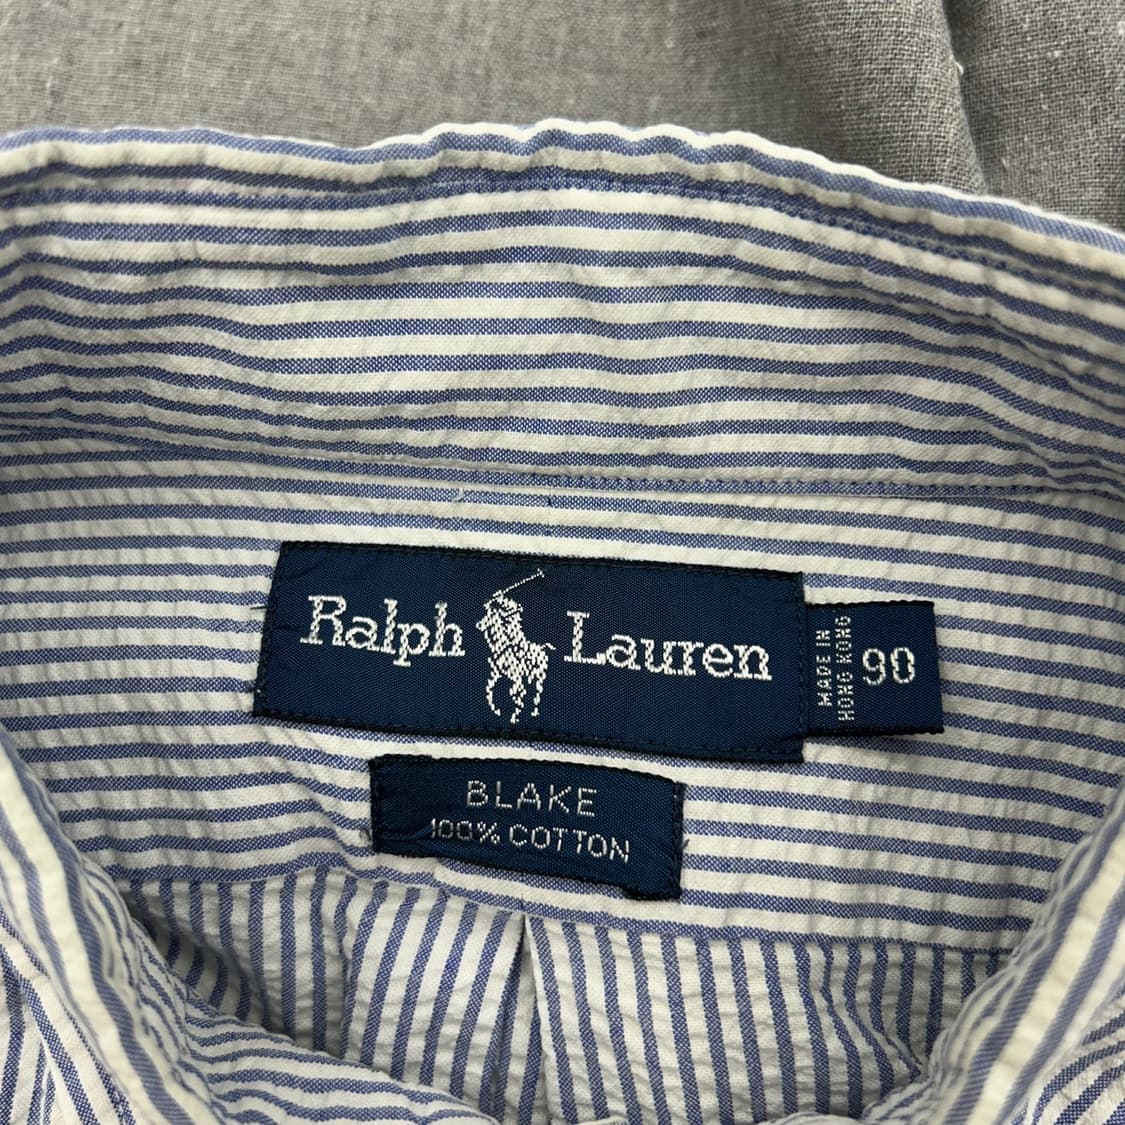 Ralph Lauren
MADE IN
HONG KONG
90
BLAKE
100% COTTON